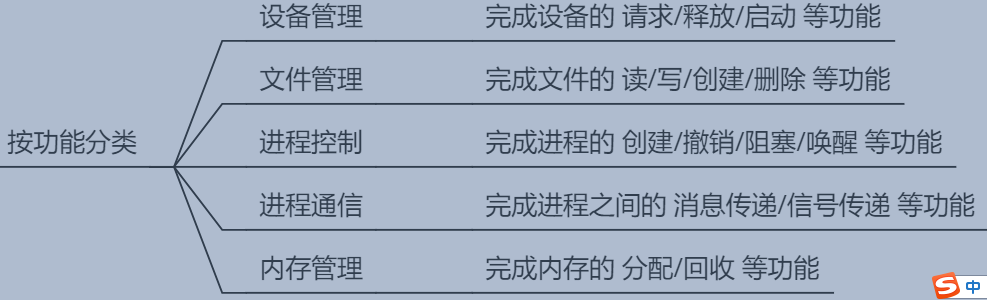 设备管理 完成设备的 请求/释放/启动 等功能
文件管理 完成文件的 读/写/创建/删除 等功能
按功能分类 进程控制 完成进程的 创建/撤销/阻塞/唤醒 等功能
进程通信 完成进程之间的 消息传递/信号传递 等功能
内存管理 完成内存的 分配/回收 等功能
S 中